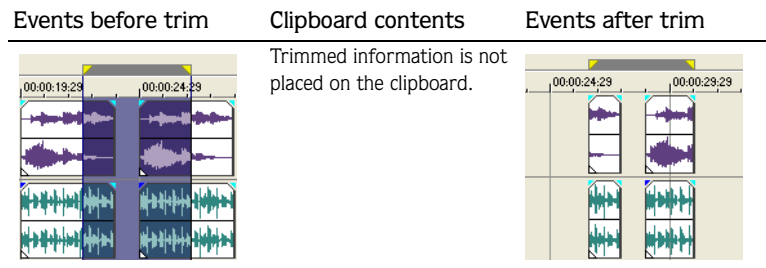 Events before trim
Clipboard contents
Events after trim
00:00:19:29
00:00:24:29
Trimmed information is not
placed on the clipboard.
00:00:24:29
00:00:29:29